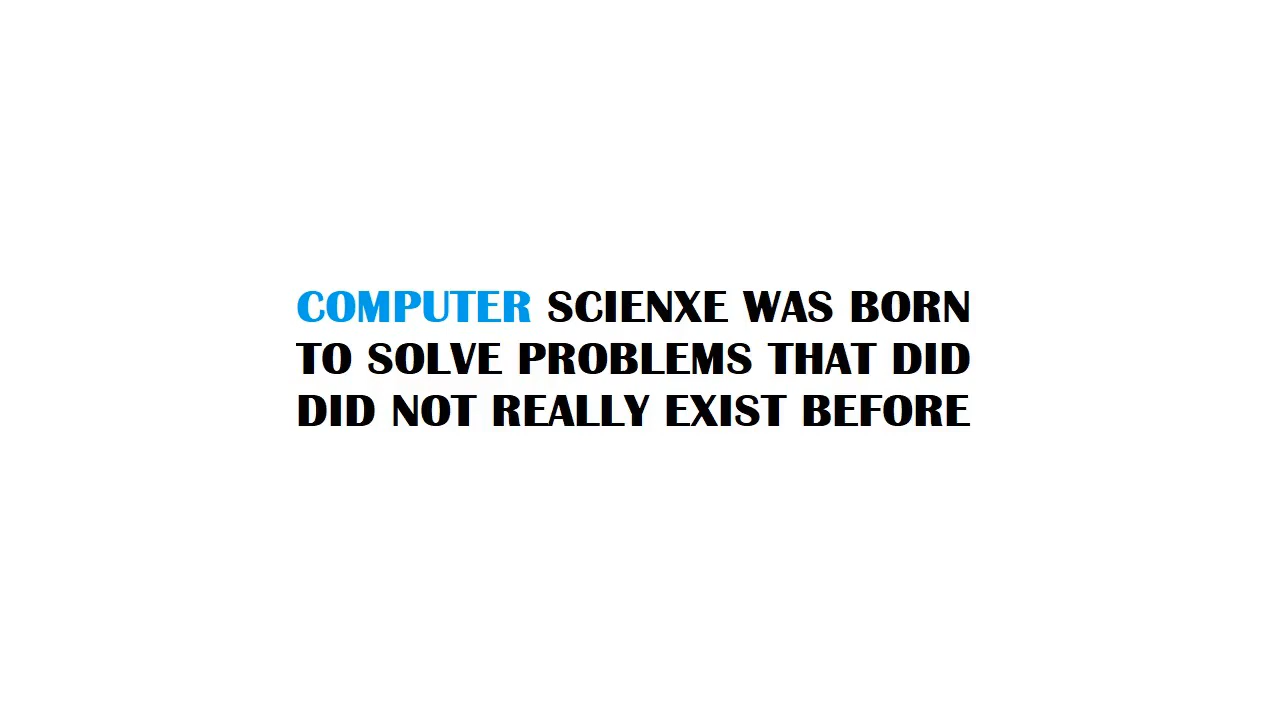 COMPUTER SCIENXE WAS BORN
TO SOLVE PROBLEMS THAT DID
DID NOT REALLY EXIST BEFORE